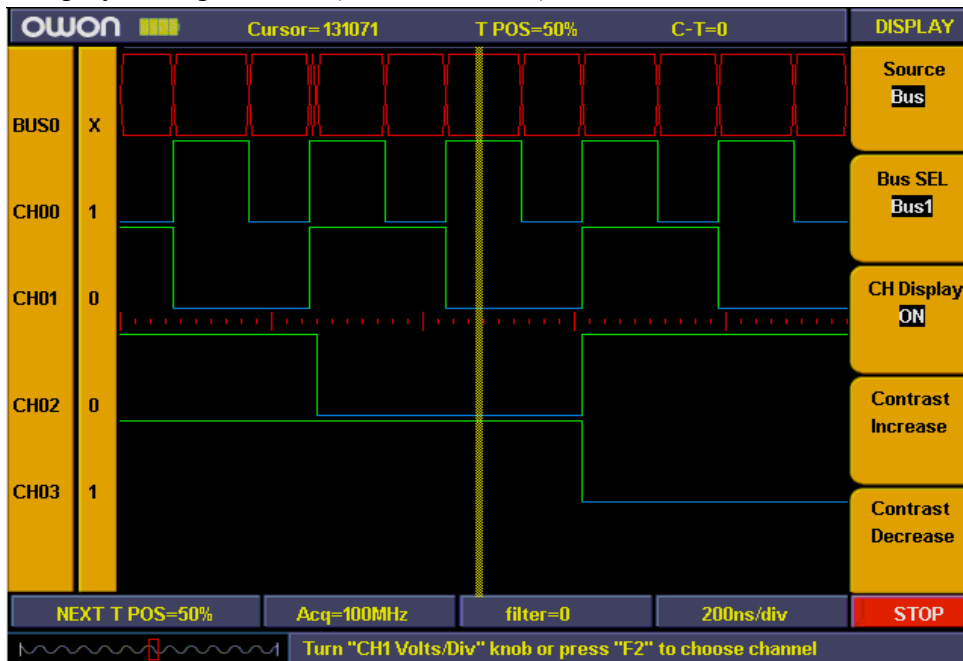 owon Cursor=131071 T POS=50% C-T=0 DISPLAY
Source
Bus
BUS0 X
Bus SEL
Bus1
CH00 1
CH01 0
CH Display
ON
CH02 0
Contrast
Increase
CH03 1
Contrast
Decrease
NEXT T POS=50% Acq=100MHz filter=0 200ns/div STOP
Turn "CH1 Volts/Div" knob or press "F2" to choose channel